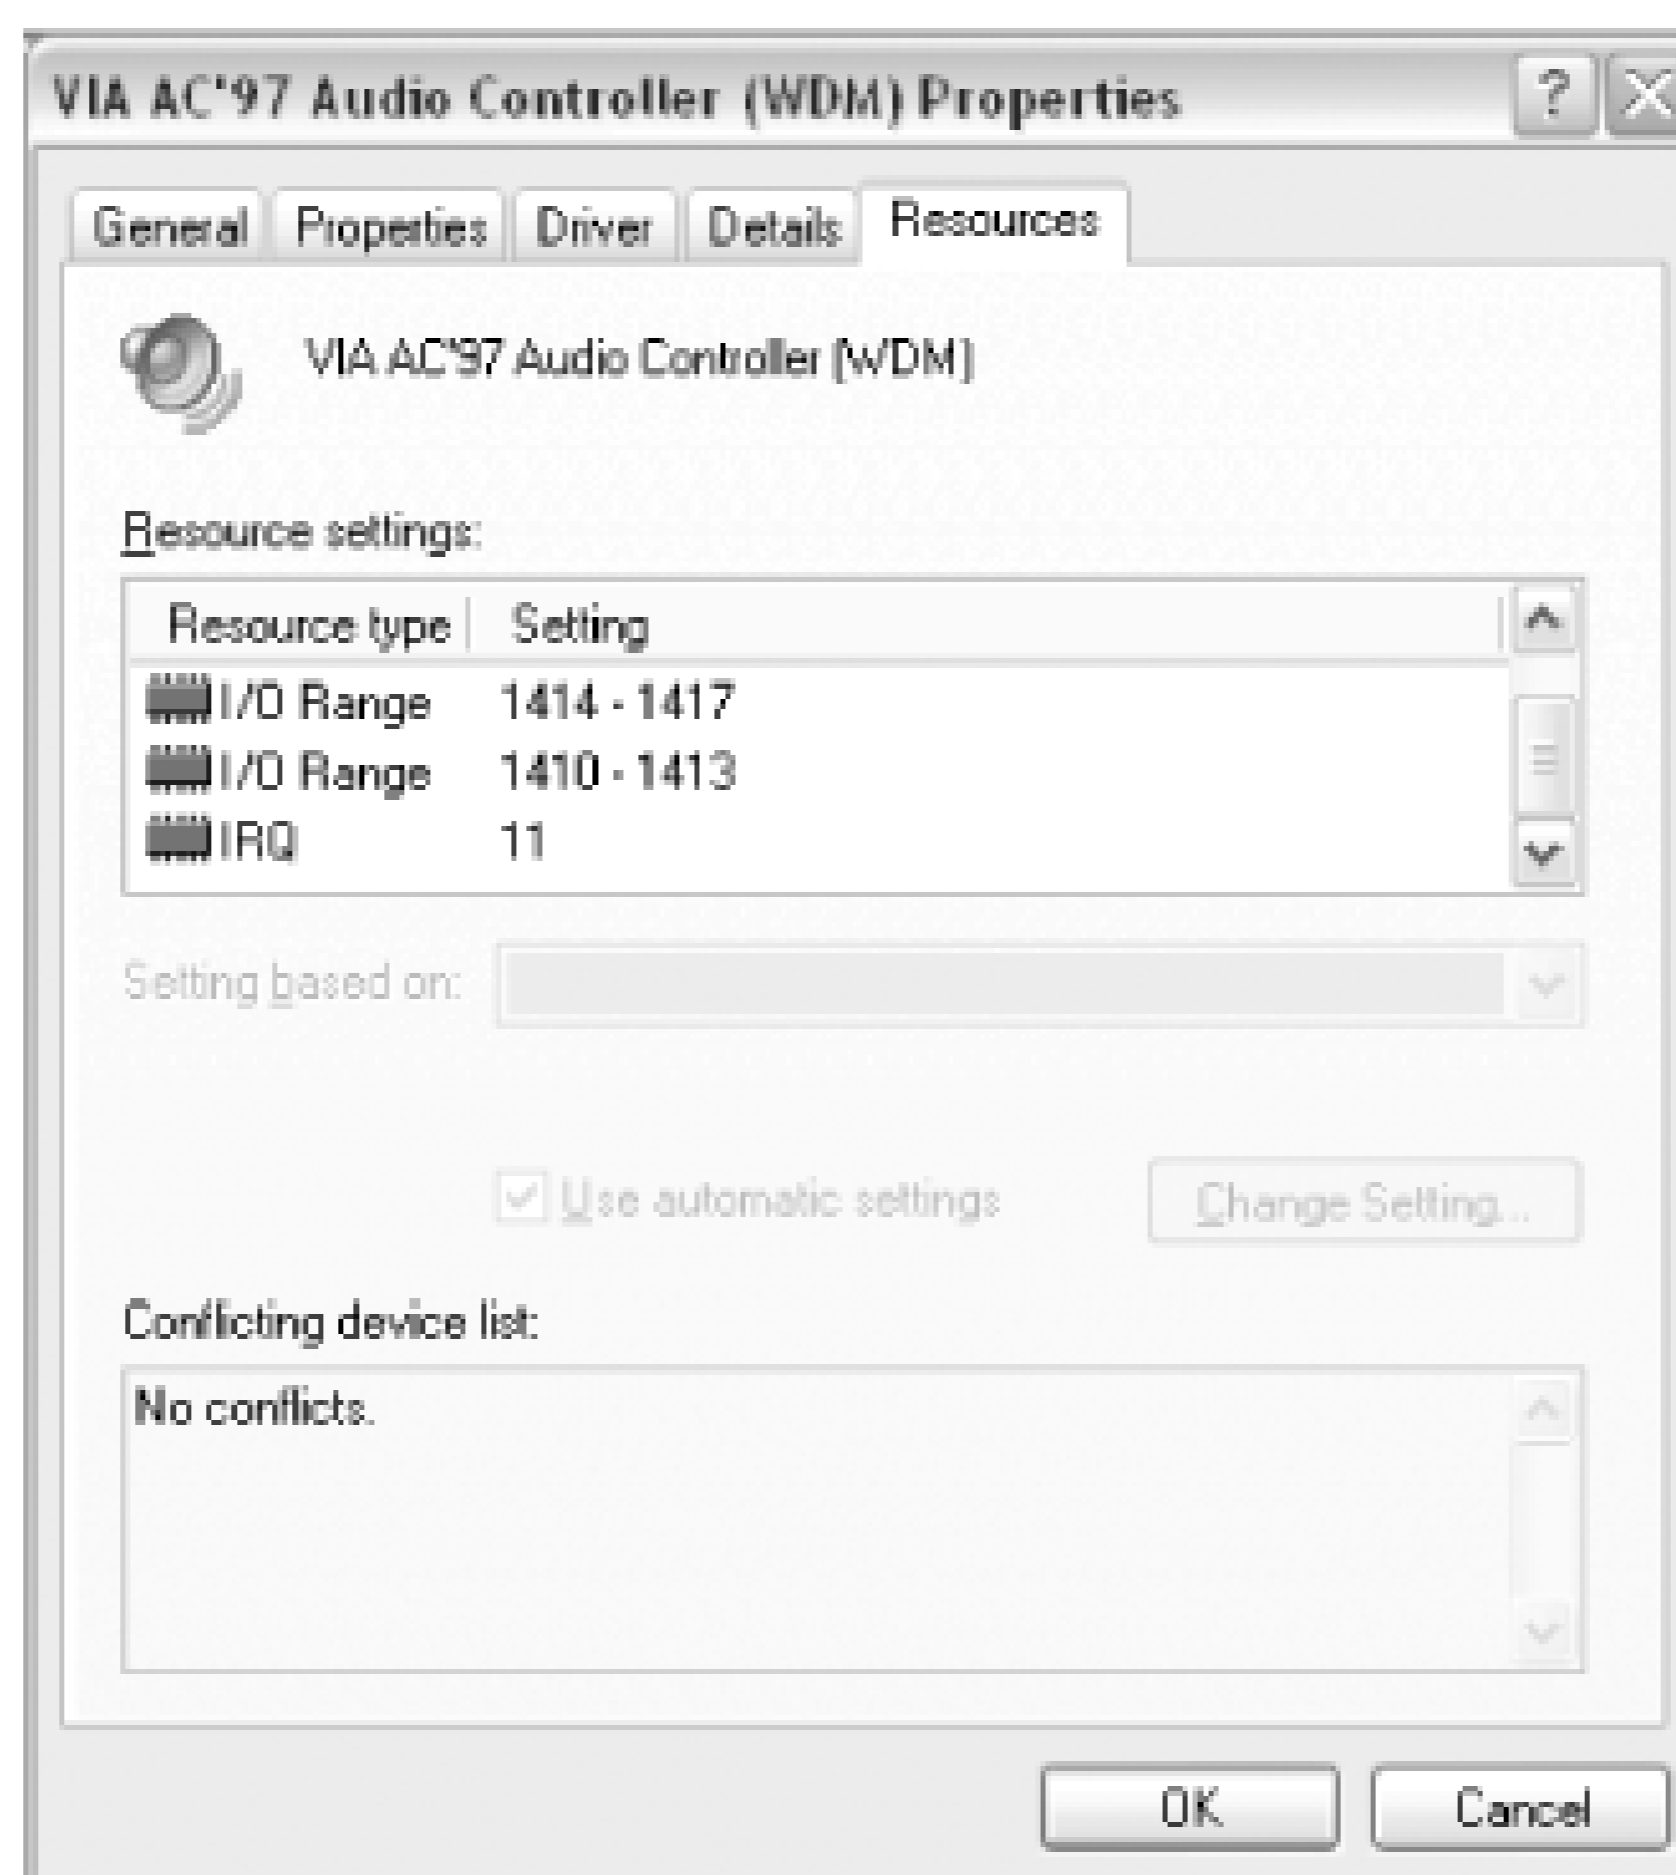 VIA AC'97 Audio Controller (WDM) Properties ? X
General Properties Driver Details Resources
VIA AC'97 Audio Controller (WDM)
Resource settings:
Resource type Setting
I/O Range 1414 - 1417
I/O Range 1410 - 1413
IRQ 11
Setting based on:
Use automatic settings Change Setting...
Conflicting device list:
No conflicts.
OK Cancel